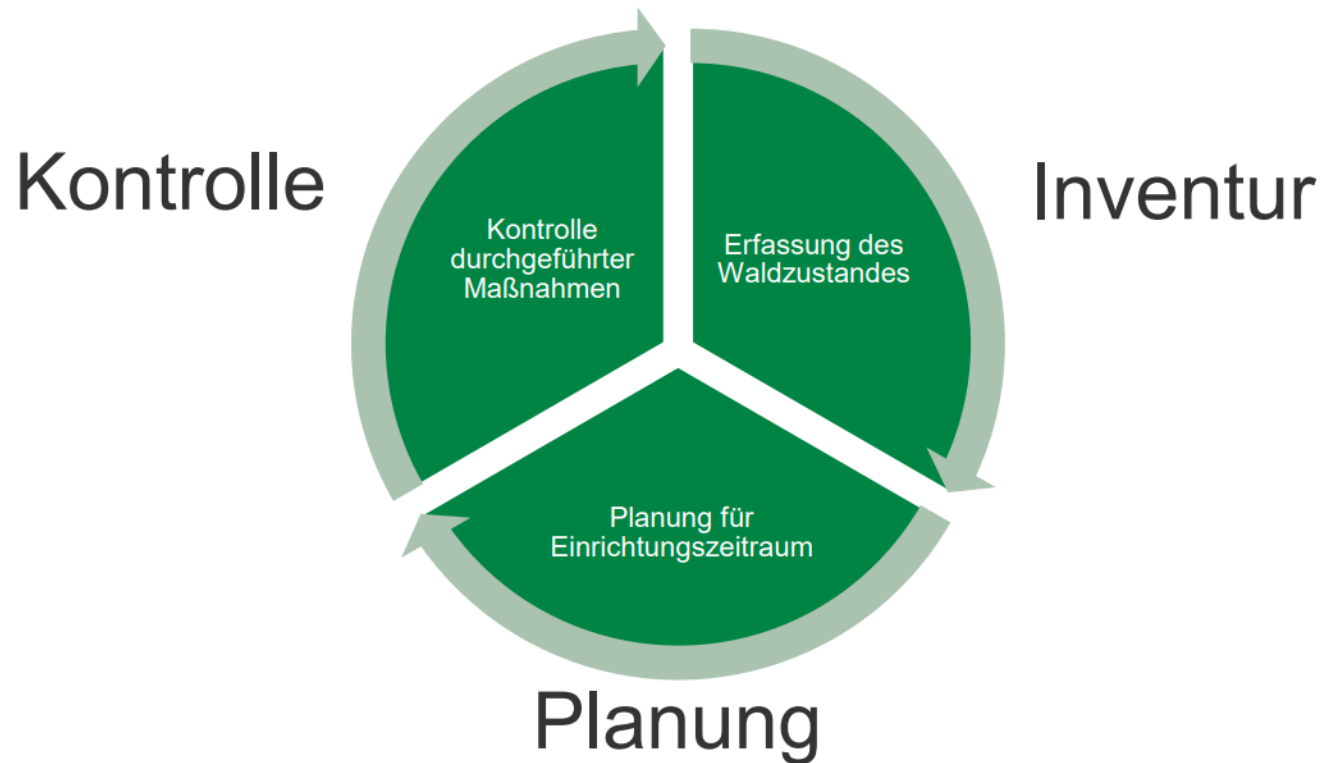 Kontrolle
Inventur
Kontrolle
durchgeführter
Maßnahmen
Erfassung des
Waldzustandes
Planung für
Einrichtungszeitraum
Planung